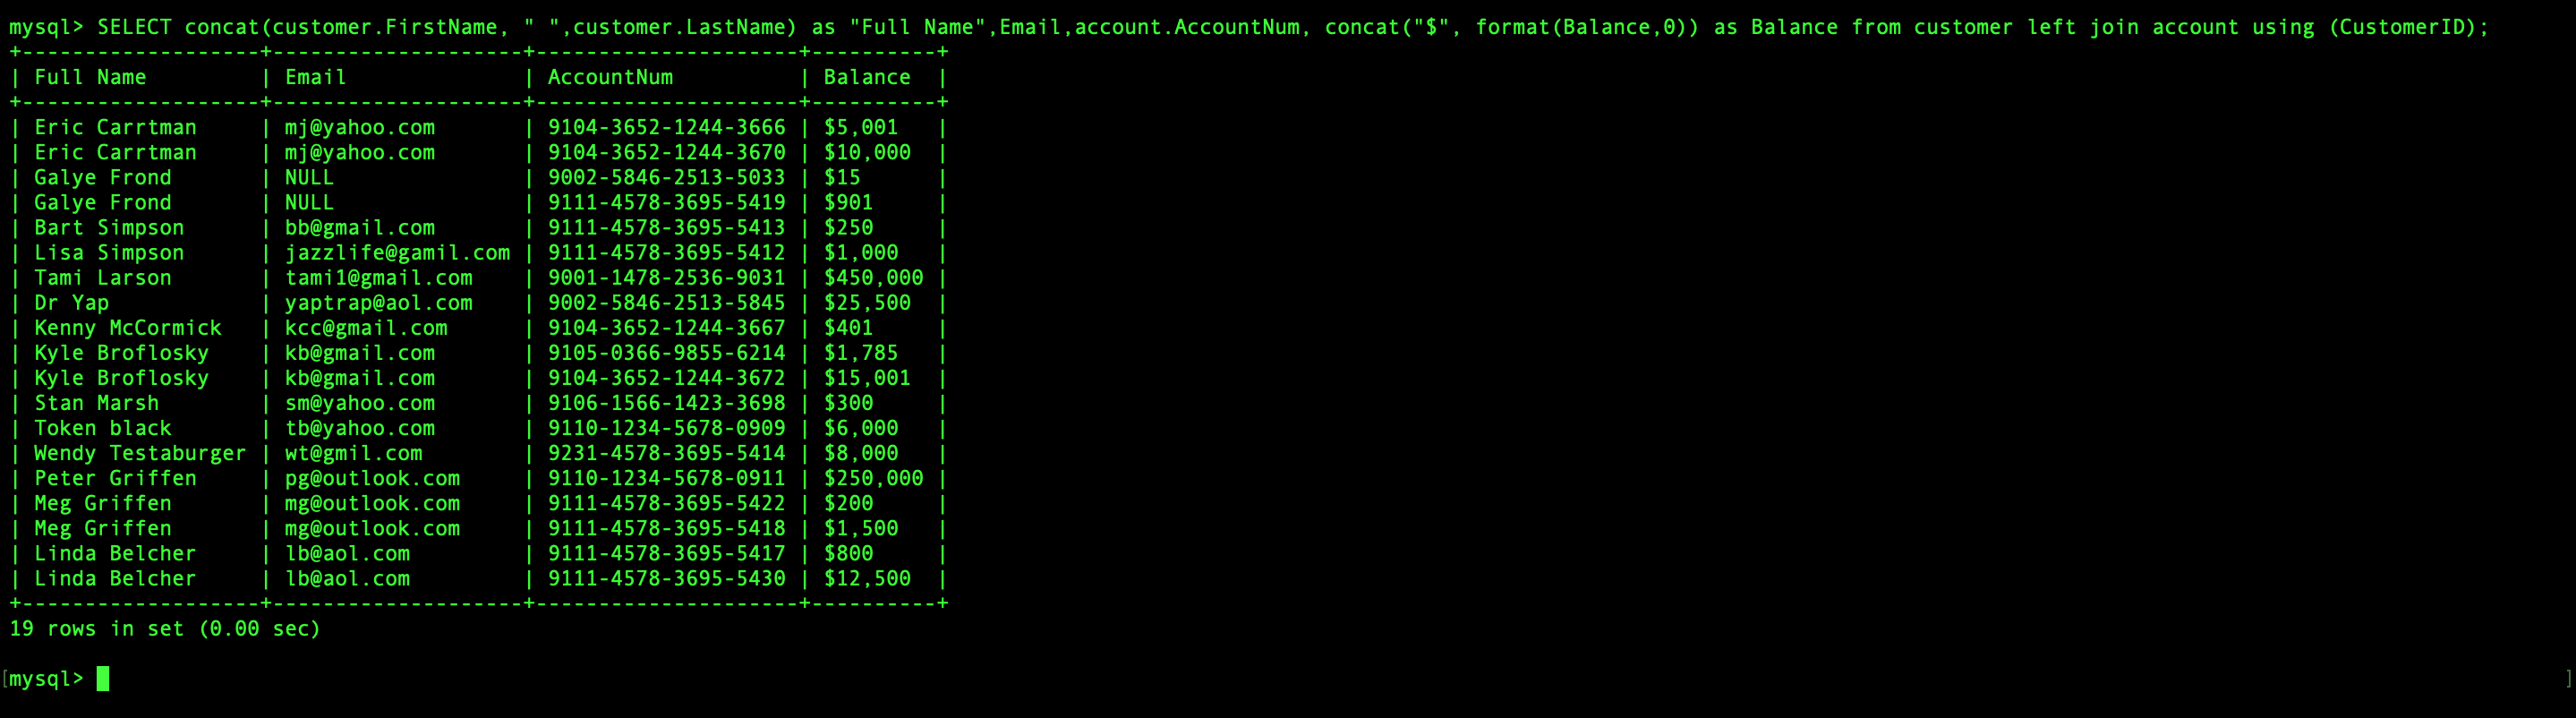 mysql> SELECT concat(customer.FirstName, " ",customer.LastName) as "Full Name",Email,account.AccountNum, concat("$", format(Balance,0)) as Balance from customer left join account using (CustomerID);
+-------------------+--------------------+---------------------+----------+
| Full Name         | Email              | AccountNum          | Balance  |
+-------------------+--------------------+---------------------+----------+
| Eric Carrtman     | mj@yahoo.com       | 9104-3652-1244-3666 | $5,001   |
| Eric Carrtman     | mj@yahoo.com       | 9104-3652-1244-3670 | $10,000  |
| Galye Frond       | NULL               | 9002-5846-2513-5033 | $15      |
| Galye Frond       | NULL               | 9111-4578-3695-5419 | $901     |
| Bart Simpson      | bb@gmail.com       | 9111-4578-3695-5413 | $250     |
| Lisa Simpson      | jazzlife@gamil.com | 9111-4578-3695-5412 | $1,000   |
| Tami Larson       | tami1@gmail.com    | 9001-1478-2536-9031 | $450,000 |
| Dr Yap            | yaptrap@aol.com    | 9002-5846-2513-5845 | $25,500  |
| Kenny McCormick   | kcc@gmail.com      | 9104-3652-1244-3667 | $401     |
| Kyle Broflosky    | kb@gmail.com       | 9105-0366-9855-6214 | $1,785   |
| Kyle Broflosky    | kb@gmail.com       | 9104-3652-1244-3672 | $15,001  |
| Stan Marsh        | sm@yahoo.com       | 9106-1566-1423-3698 | $300     |
| Token black       | tb@yahoo.com       | 9110-1234-5678-0909 | $6,000   |
| Wendy Testaburger | wt@gmil.com        | 9231-4578-3695-5414 | $8,000   |
| Peter Griffen     | pg@outlook.com     | 9110-1234-5678-0911 | $250,000 |
| Meg Griffen       | mg@outlook.com     | 9111-4578-3695-5422 | $200     |
| Meg Griffen       | mg@outlook.com     | 9111-4578-3695-5418 | $1,500   |
| Linda Belcher     | lb@aol.com         | 9111-4578-3695-5417 | $800     |
| Linda Belcher     | lb@aol.com         | 9111-4578-3695-5430 | $12,500  |
+-------------------+--------------------+---------------------+----------+
19 rows in set (0.00 sec)
[mysql> ]